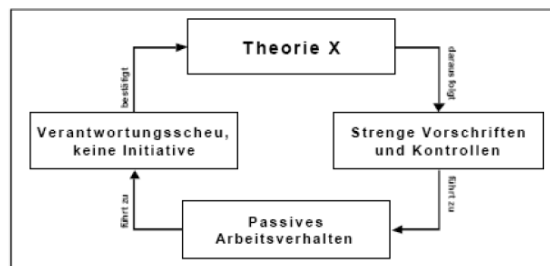 Theorie X
daraus folgt
Strenge Vorschriften
und Kontrollen
führt zu
Passives
Arbeitsverhalten
führt zu
Verantwortungsscheu,
keine Initiative
bestätigt